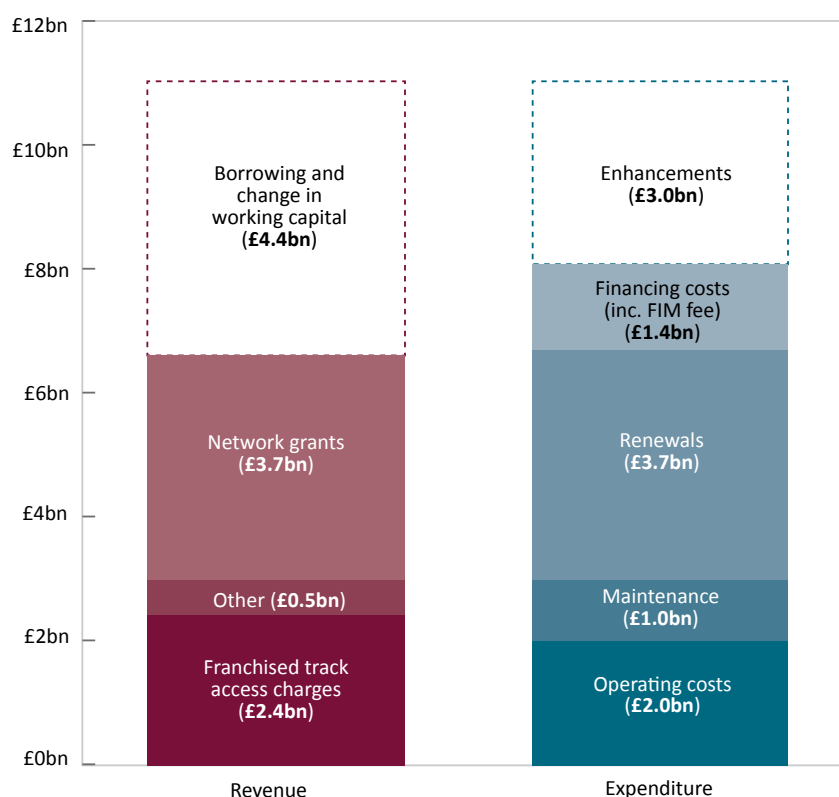 £12bn
£10bn
£8bn
£6bn
£4bn
£2bn
£0bn
Borrowing and
change in
working capital
(£4.4bn)
Network grants
(£3.7bn)
Other (£0.5bn)
Franchised track
access charges
(£2.4bn)
Revenue
Enhancements
(£3.0bn)
Financing costs
(inc. FIM fee)
(£1.4bn)
Renewals
(£3.7bn)
Maintenance
(£1.0bn)
Operating costs
(£2.0bn)
Expenditure